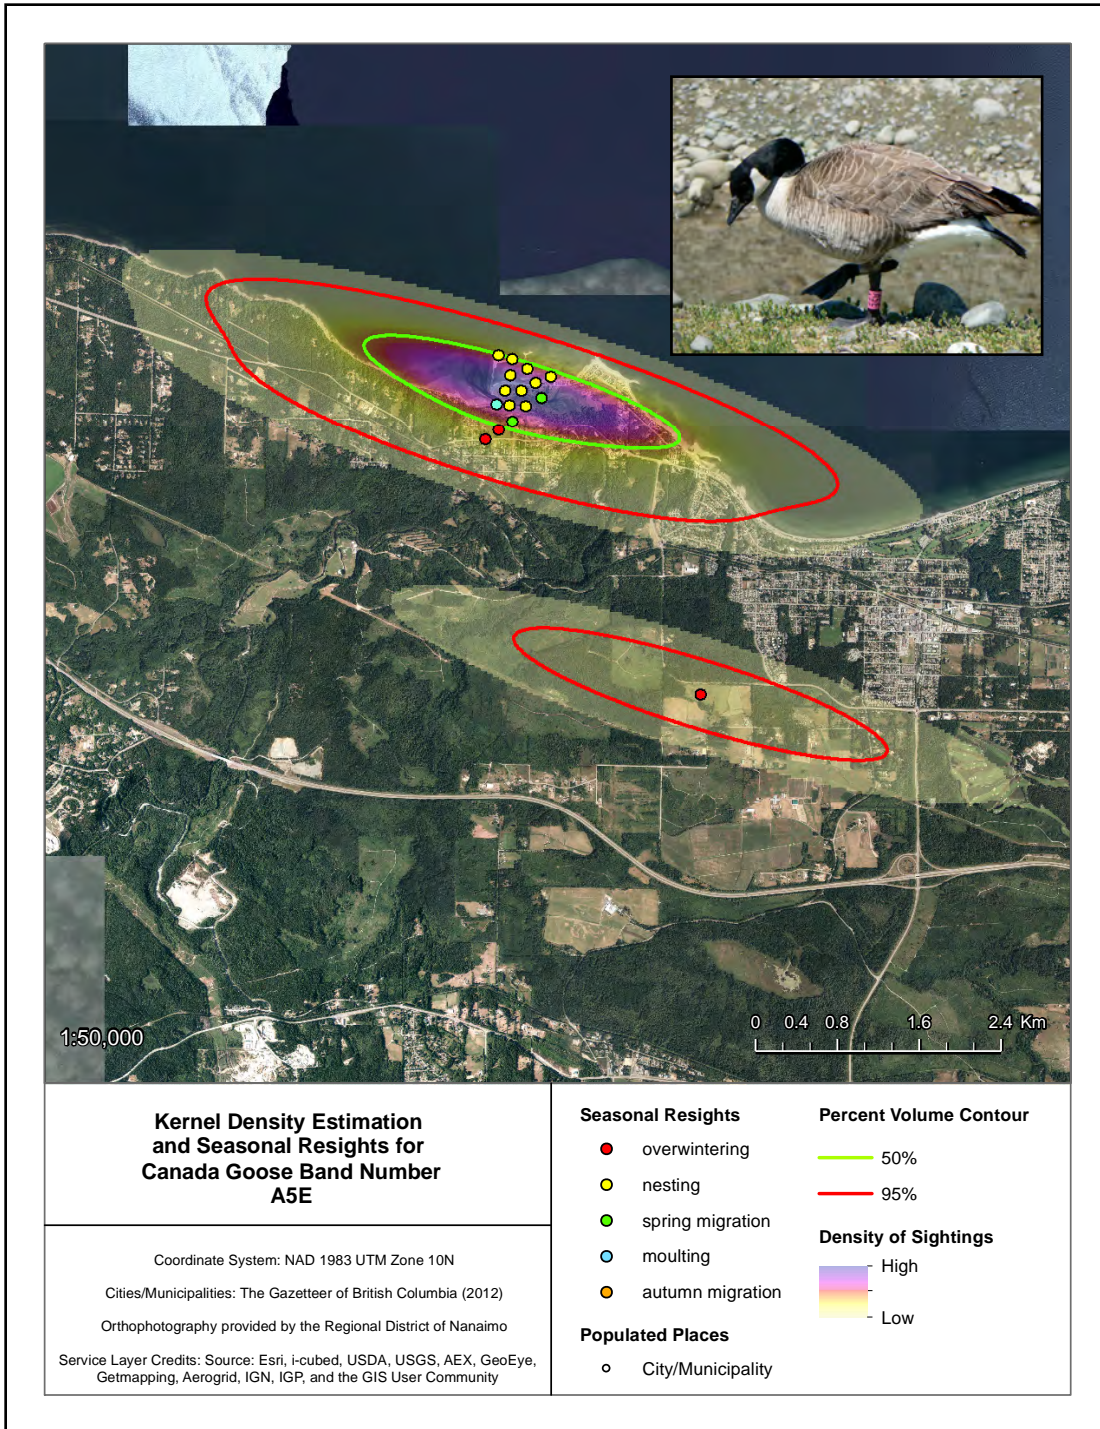 1:50,000
0 0.4 0.8 1.6 2.4 Km
Kernel Density Estimation
and Seasonal Resights for
Canada Goose Band Number
A5E
Coordinate System: NAD 1983 UTM Zone 10N
Cities/Municipalities: The Gazetteer of British Columbia (2012)
Orthophotography provided by the Regional District of Nanaimo
Service Layer Credits: Source: Esri, i-cubed, USDA, USGS, AEX, GeoEye,
Getmapping, Aerogrid, IGN, IGP, and the GIS User Community
Seasonal Resights
overwintering
nesting
spring migration
moulting
autumn migration
Populated Places
City/Municipality
Percent Volume Contour
50%
95%
Density of Sightings
High
Low